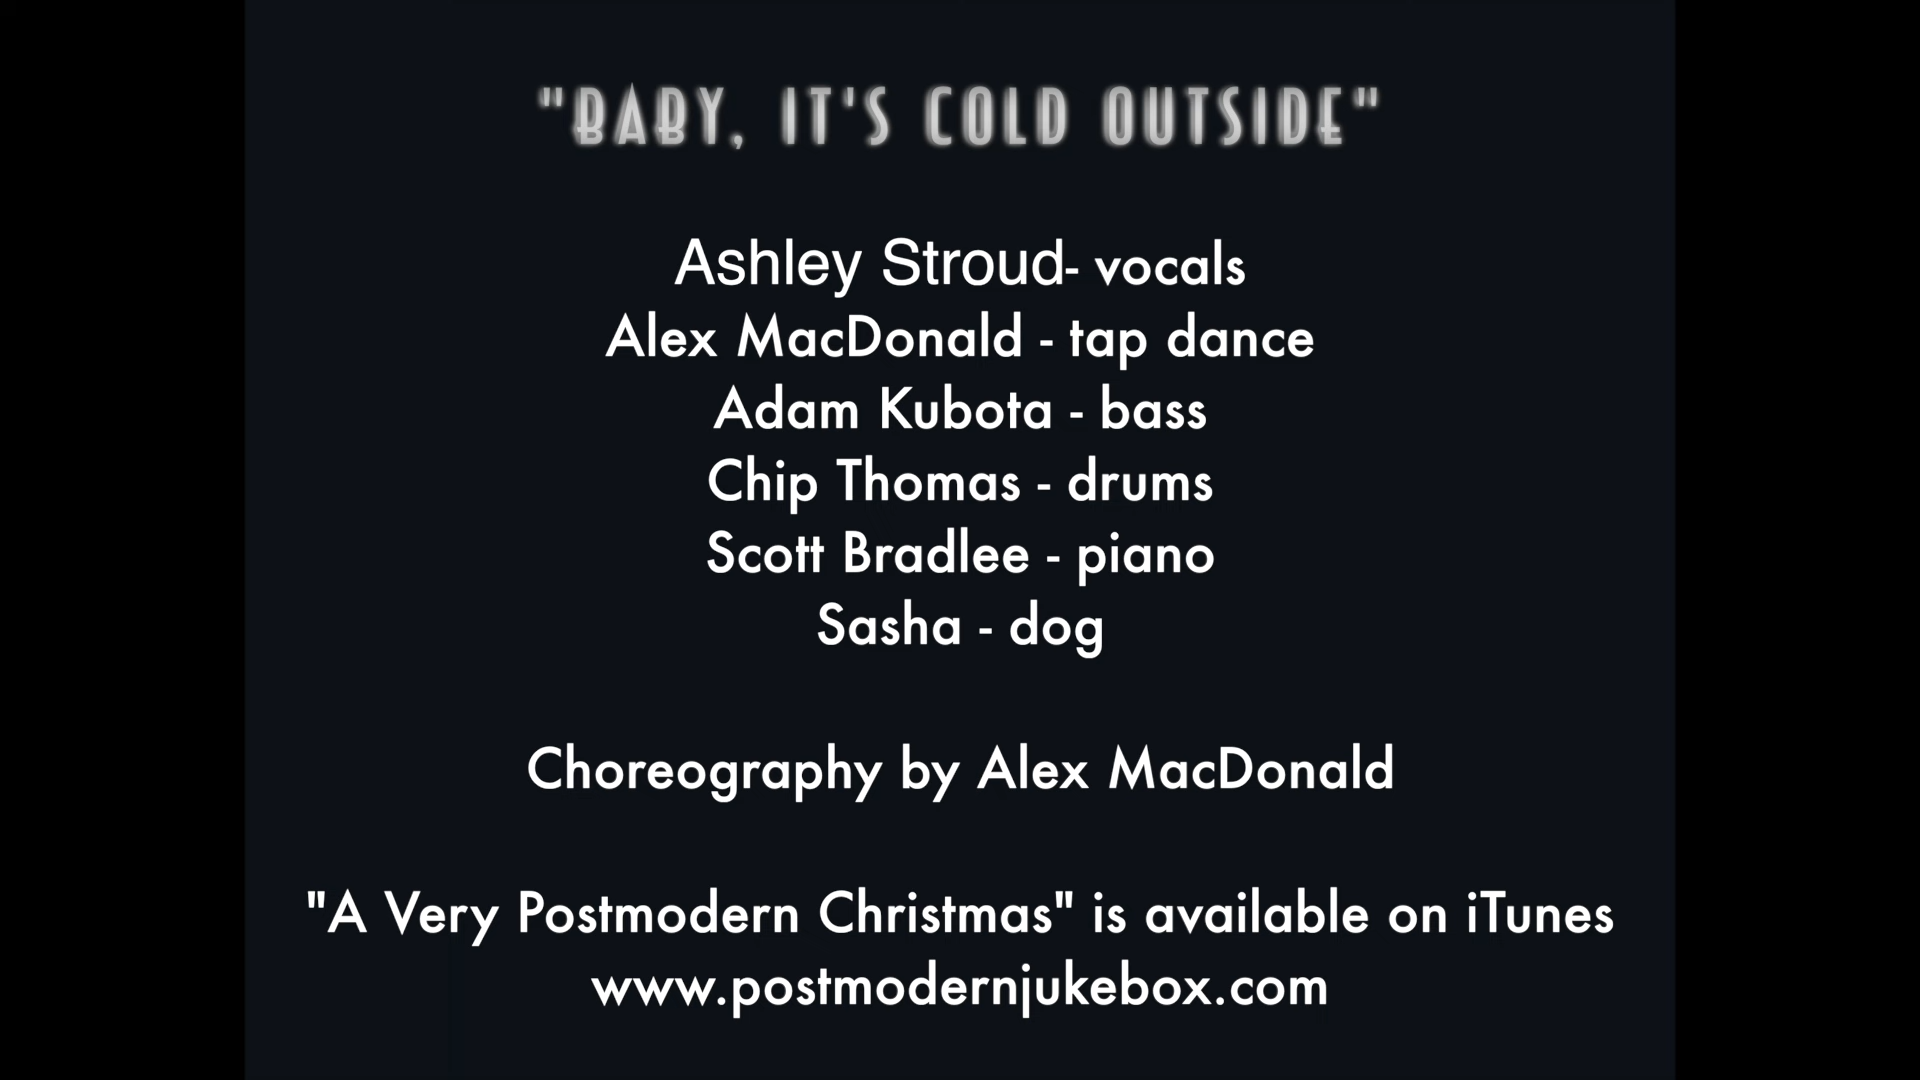 "BABY, IT'S COLD OUTSIDE"
Ashley Stroud- vocals
Alex MacDonald - tap dance
Adam Kubota - bass
Chip Thomas - drums
Scott Bradlee - piano
Sasha - dog
Choreography by Alex MacDonald
"A Very Postmodern Christmas" is available on iTunes
www.postmodernjukebox.com